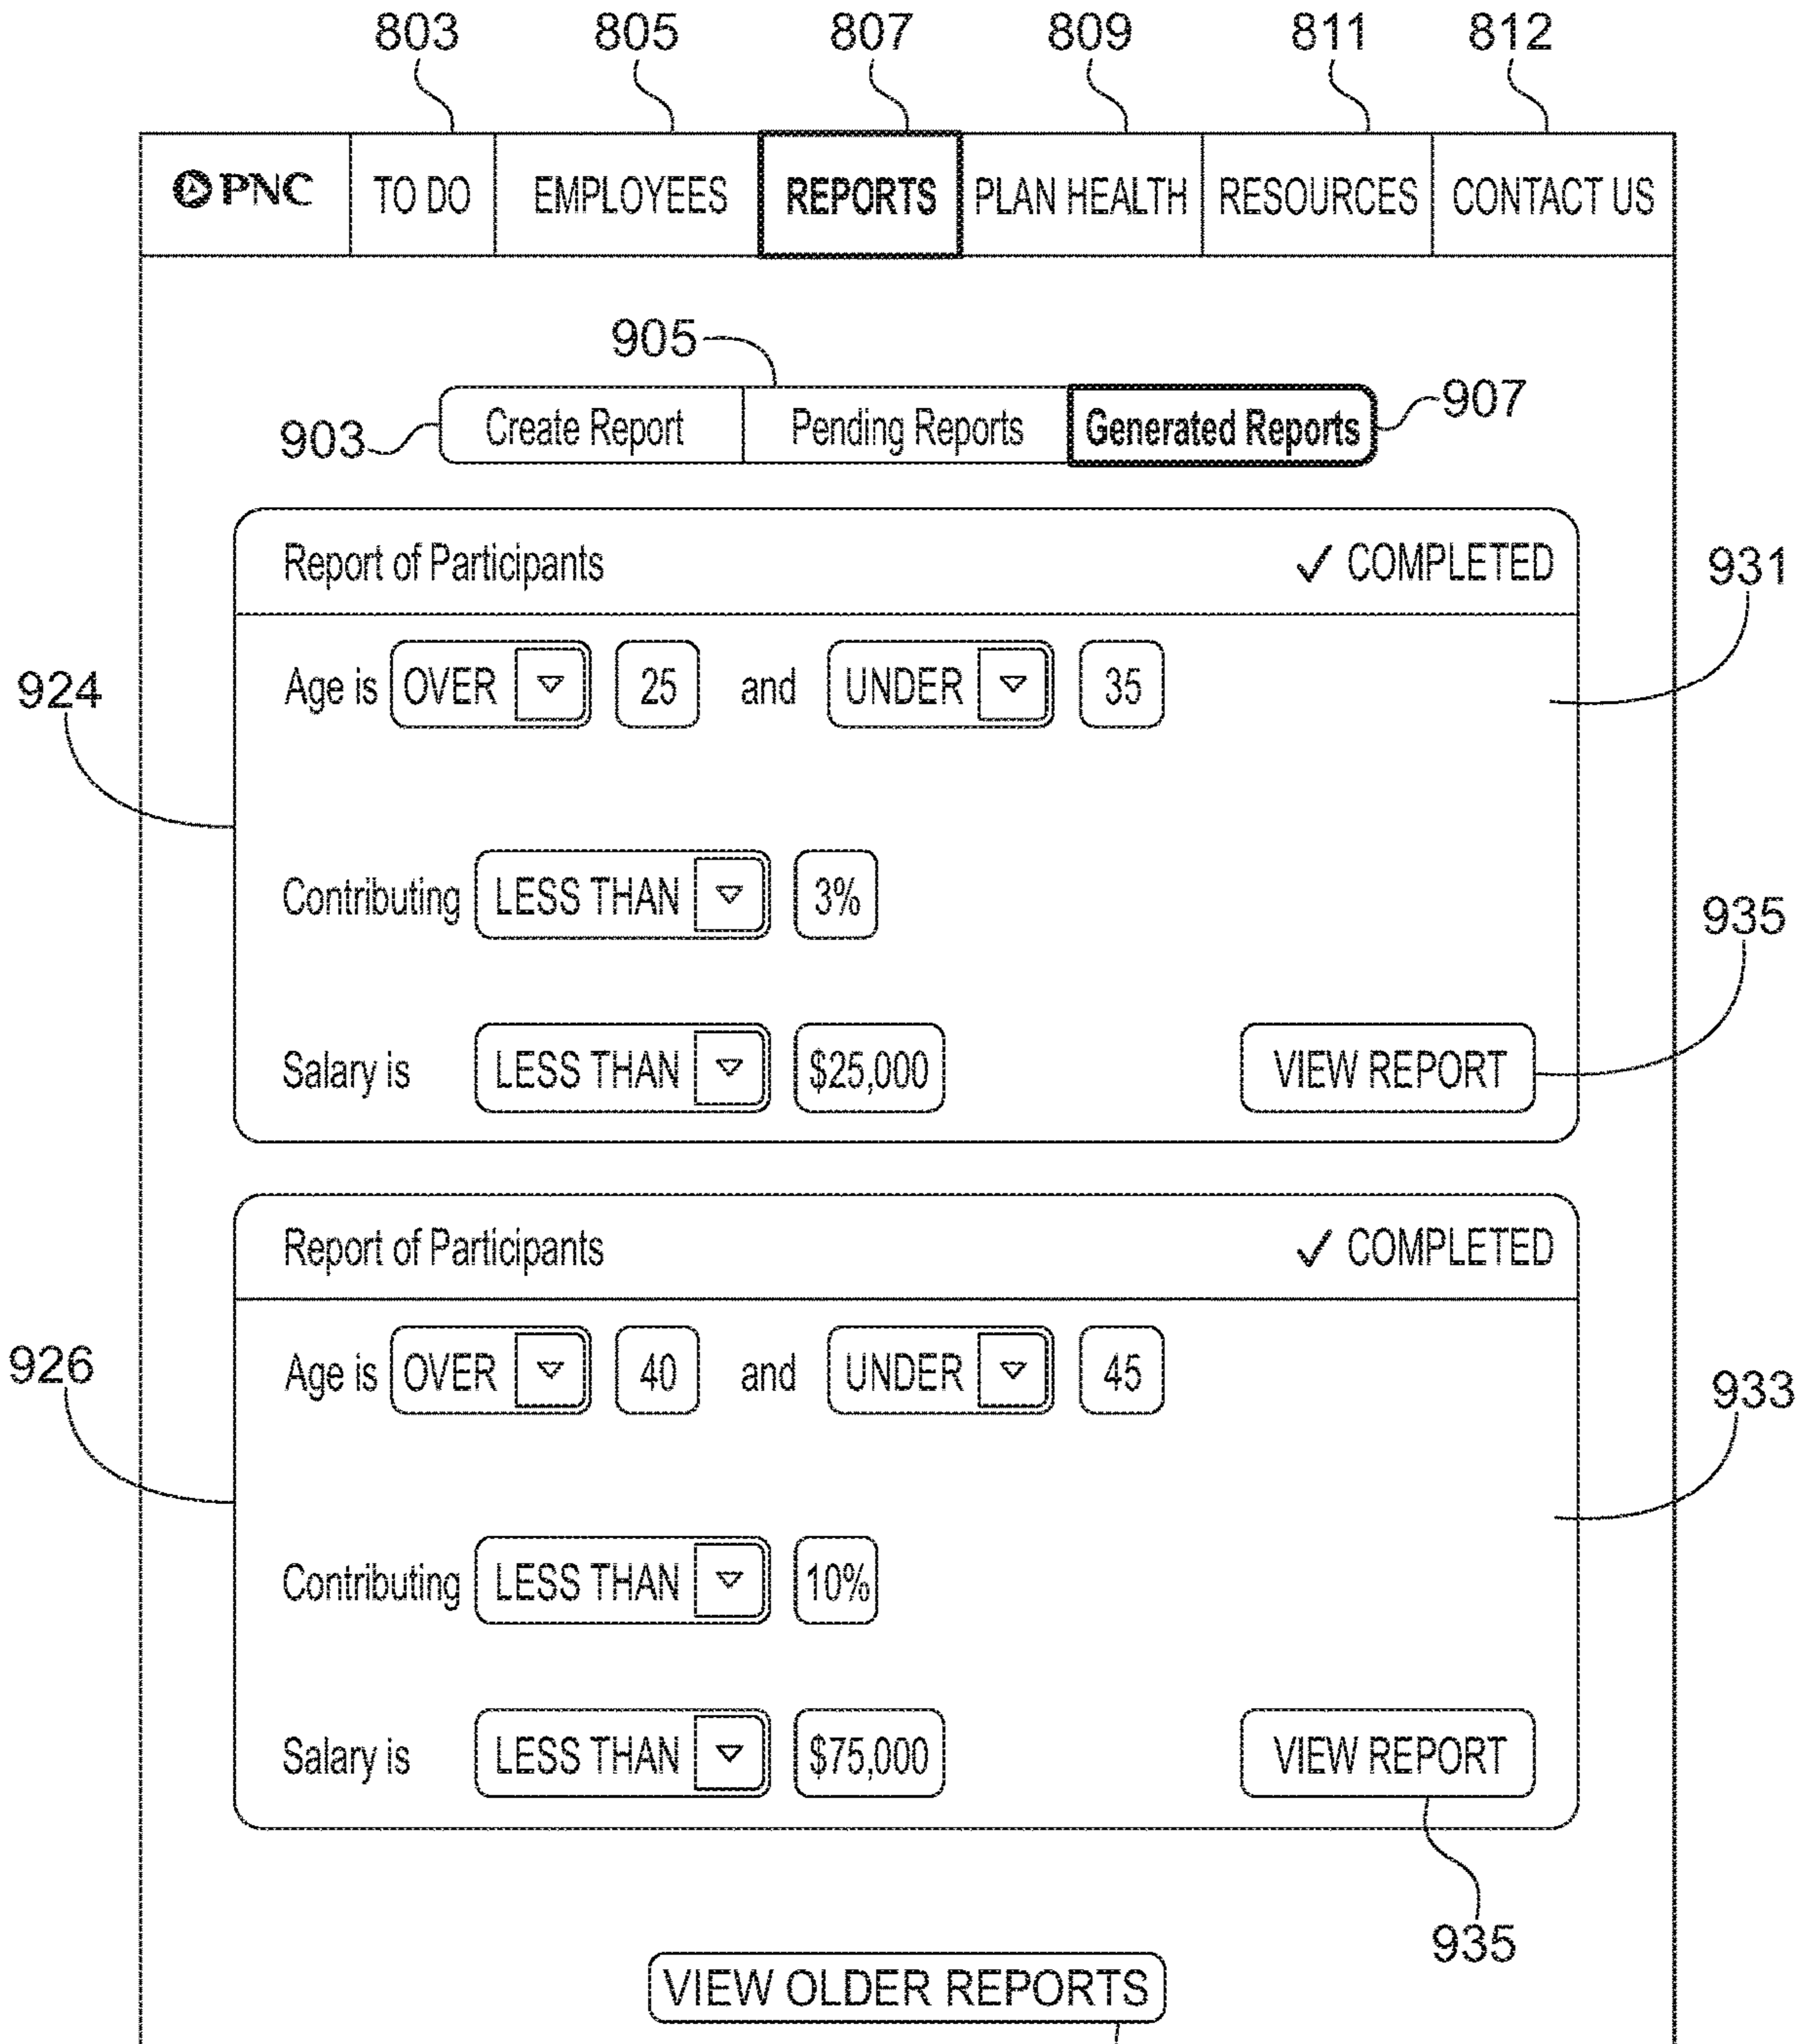 803 805 807 809 811 812
PNC TO DO EMPLOYEES REPORTS PLAN HEALTH RESOURCES CONTACT US
905
903 Create Report Pending Reports Generated Reports 907
Report of Participants ✓ COMPLETED
931
Age is OVER 25 and UNDER 35
924
Contributing LESS THAN 3%
935
Salary is LESS THAN $25,000 VIEW REPORT
Report of Participants ✓ COMPLETED
926 Age is OVER 40 and UNDER 45
933
Contributing LESS THAN 10%
Salary is LESS THAN $75,000 VIEW REPORT
935
VIEW OLDER REPORTS